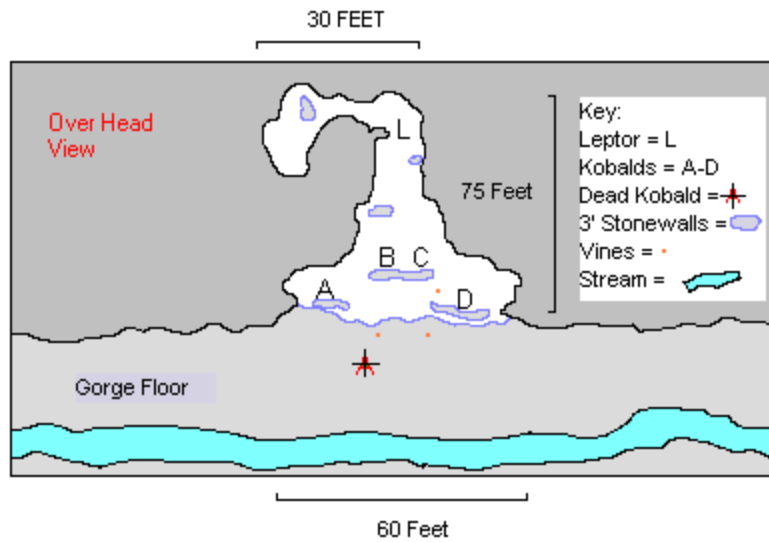 30 FEET
Over Head
View
L
75 Feet
Key:
Leptor = L
Kobalds = A-D
Dead Kobald =
3' Stonewalls =
Vines =
Stream =
B C
A
D
Gorge Floor
60 Feet